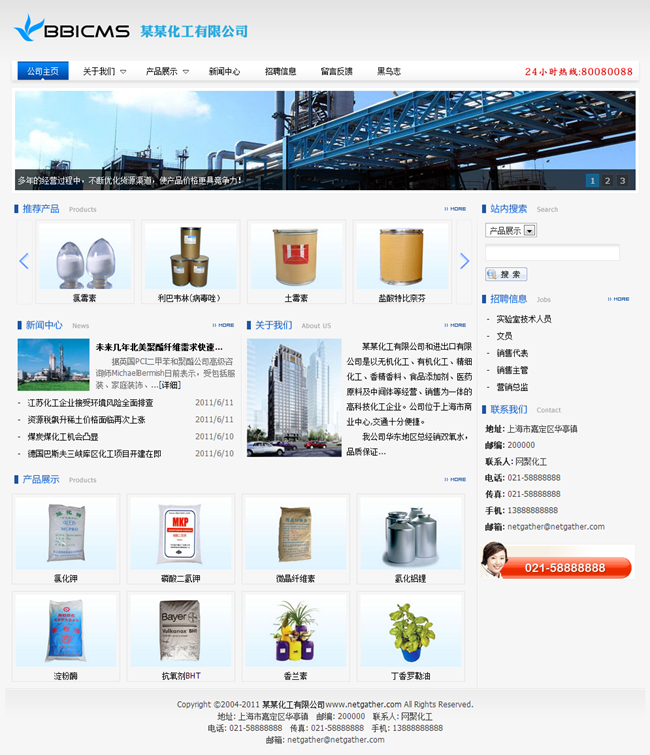 BBICMS 某某化工有限公司
公司主页 关于我们 产品展示 新闻中心 招聘信息 留言反馈 黑鸟志 24小时热线:80080088
多年的经营过程中，不断优化货源渠道，使产品价格更具竞争力！ 1 2 3
推荐产品 Products MORE
氯霉素 利巴韦林(病毒唑) 土霉素 盐酸特比奈芬
新闻中心 News MORE
未来几年北美聚酯纤维需求快速...
据英国PCI二甲苯和聚酯公司高级咨
询师MichaelBermish日前表示，受包括服
装、家庭装饰、...[详细]
- 江苏化工企业接受环境风险全面排查 2011/6/11
- 资源税飙升稀土价格面临再次上涨 2011/6/11
- 煤炭煤化工机会凸显 2011/6/10
- 德国巴斯夫三峡库区化工项目开建在即 2011/6/10
关于我们 About US MORE
某某化工有限公司和进出口有限
公司是以无机化工、有机化工、精细
化工、香精香料、食品添加剂、医药
原料及中间体等经营、销售为一体的
高科技化工企业。公司位于上海市商
业中心,交通十分便捷。
我公司华东地区总经销双氧水,
品质保证...
产品展示 Products MORE
MKP
氯化钾 磷酸二氢钾 微晶纤维素 氢化铝锂
Bayer
Vulkanox BHT
淀粉酶 抗氧剂BHT 香兰素 丁香罗勒油
站内搜索 Search
产品展示
搜 索
招聘信息 Jobs MORE
- 实验室技术人员
- 文员
- 销售代表
- 销售主管
- 营销总监
联系我们 Contact
地址: 上海市嘉定区华亭镇
邮编: 200000
联系人: 网聚化工
电话: 021-58888888
传真: 021-58888888
手机: 13888888888
邮箱: netgather@netgather.com
021-58888888
Copyright ©2004-2011 某某化工有限公司www.netgather.com All Rights Reserved.
地址: 上海市嘉定区华亭镇 邮编: 200000 联系人: 网聚化工
电话: 021-58888888 传真: 021-58888888 手机: 13888888888
邮箱: netgather@netgather.com